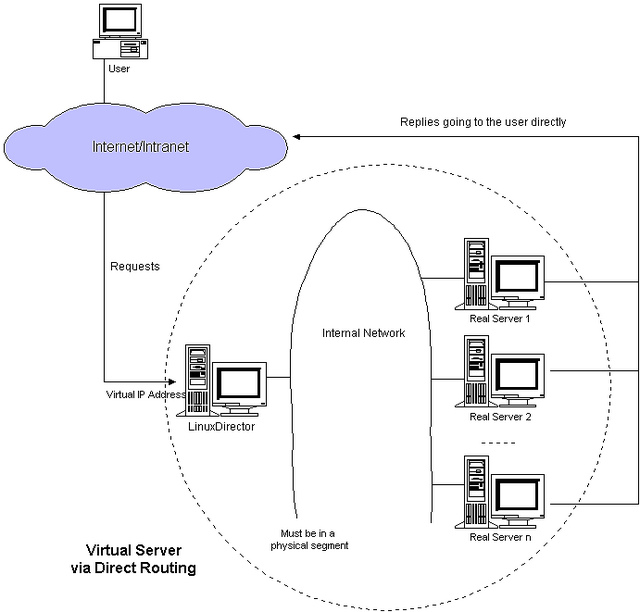 User
Internet/Intranet
Replies going to the user directly
Requests
Real Server 1
Internal Network
Virtual IP Address
LinuxDirector
Real Server 2
Must be in a
physical segment
Real Server n
Virtual Server
via Direct Routing